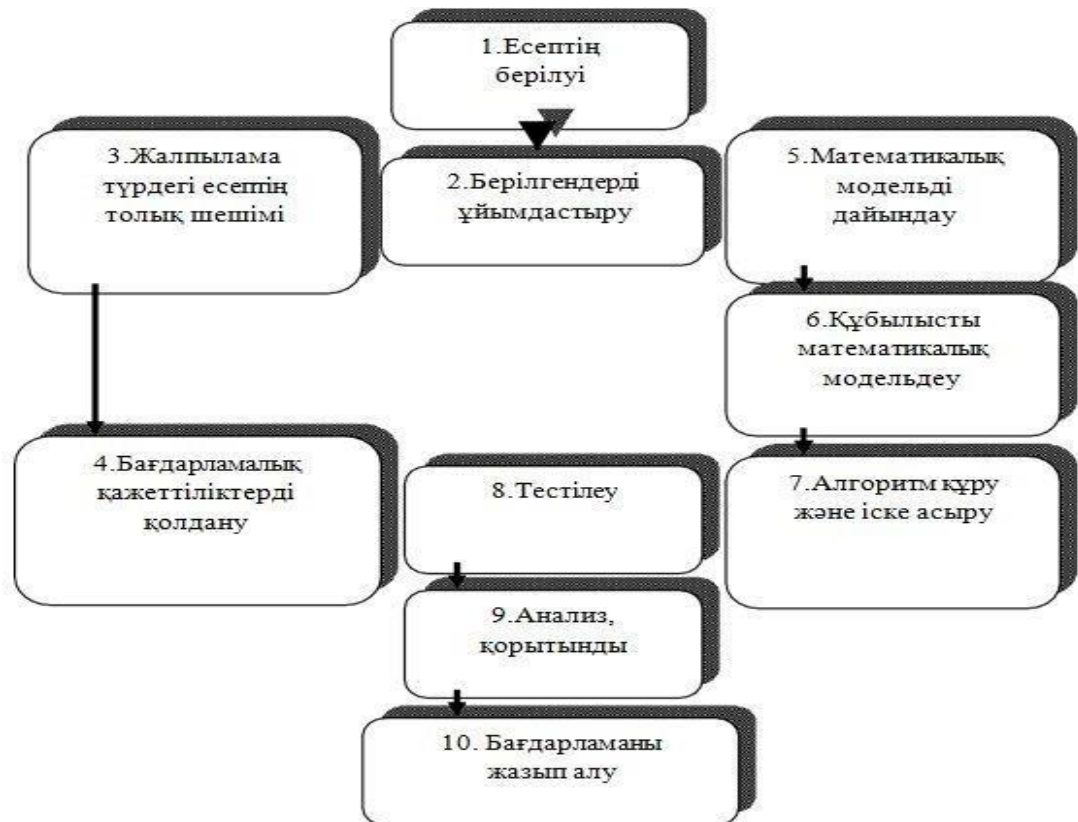 1.Есептің
берілуі
2.Берілгендерді
ұйымдастыру
3.Жалпылама
түрдегі есептің
толық шешімі
4.Бағдарламалық
қажеттіліктерді
қолдану
5.Математикалық
модельді
дайындау
6.Құбылысты
математикалық
модельдеу
7.Алгоритм құру
және іске асыру
8.Тестілеу
9.Анализ,
қорытынды
10. Бағдарламаны
жазып алу